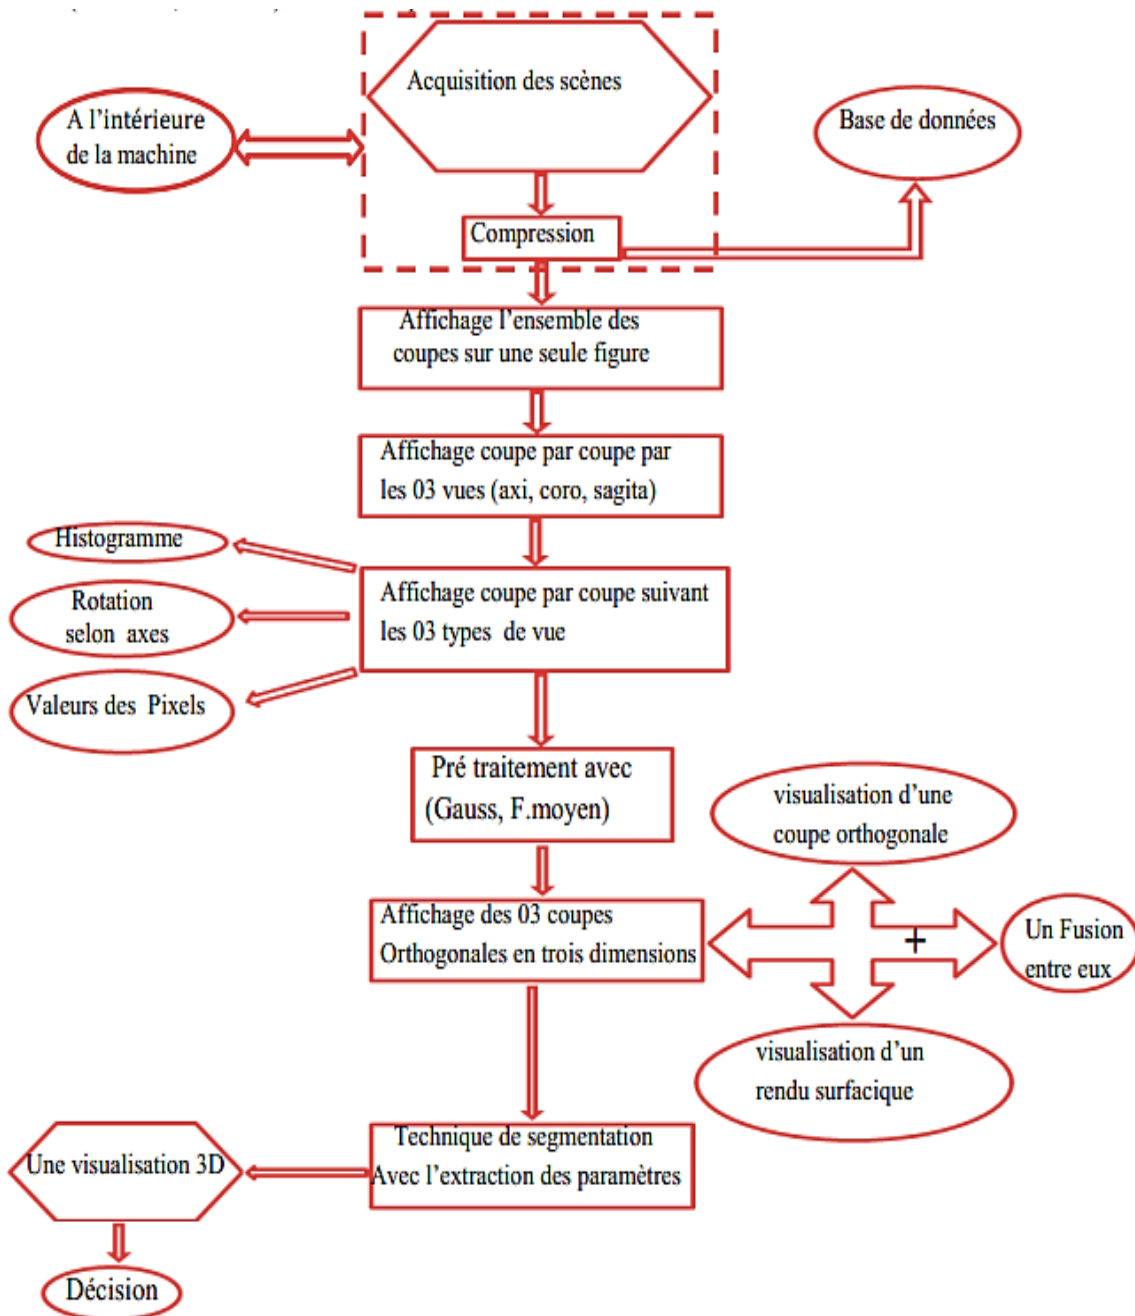 Acquisition des scènes
A l’intérieure
de la machine
Base de données
Compression
Affichage l’ensemble des
coupes sur une seule figure
Affichage coupe par coupe par
les 03 vues (axi, coro, sagita)
Histogramme
Rotation
selon axes
Valeurs des Pixels
Affichage coupe par coupe suivant
les 03 types de vue
Pré traitement avec
(Gauss, F.moyen)
visualisation d’une
coupe orthogonale
Affichage des 03 coupes
Orthogonales en trois dimensions
+
Un Fusion
entre eux
visualisation d’un
rendu surfacique
Technique de segmentation
Avec l’extraction des paramètres
Une visualisation 3D
Décision